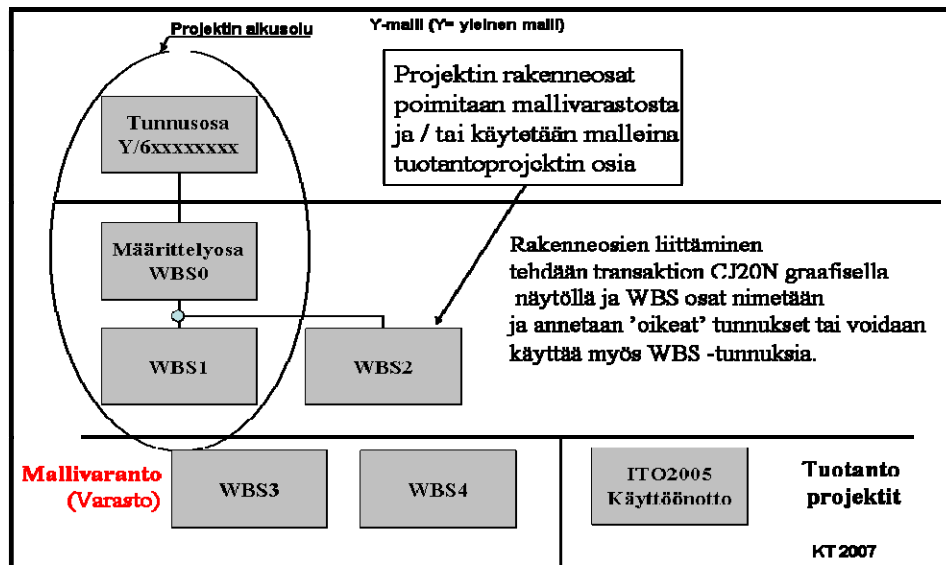 Projektin alkusolu
Y-malli (Y= yleinen malli)
Projektin rakenneosat
poimitaan mallivarastosta
ja / tai käytetään malleina
tuotantoprojektin osia
Tunnusosa
Y/6xxxxxxxx
Määrittelyosa
WBS0
Rakenneosien liittäminen
tehdään transaktion CJ20N graafisella
näytöllä ja WBS osat nimetään
ja annetaan 'oikeat' tunnukset tai voidaan
käyttää myös WBS -tunnuksia.
WBS1
WBS2
Mallivaranto
(Varasto)
WBS3
WBS4
ITO2005
Käyttöönotto
Tuotanto
projektit
KT 2007